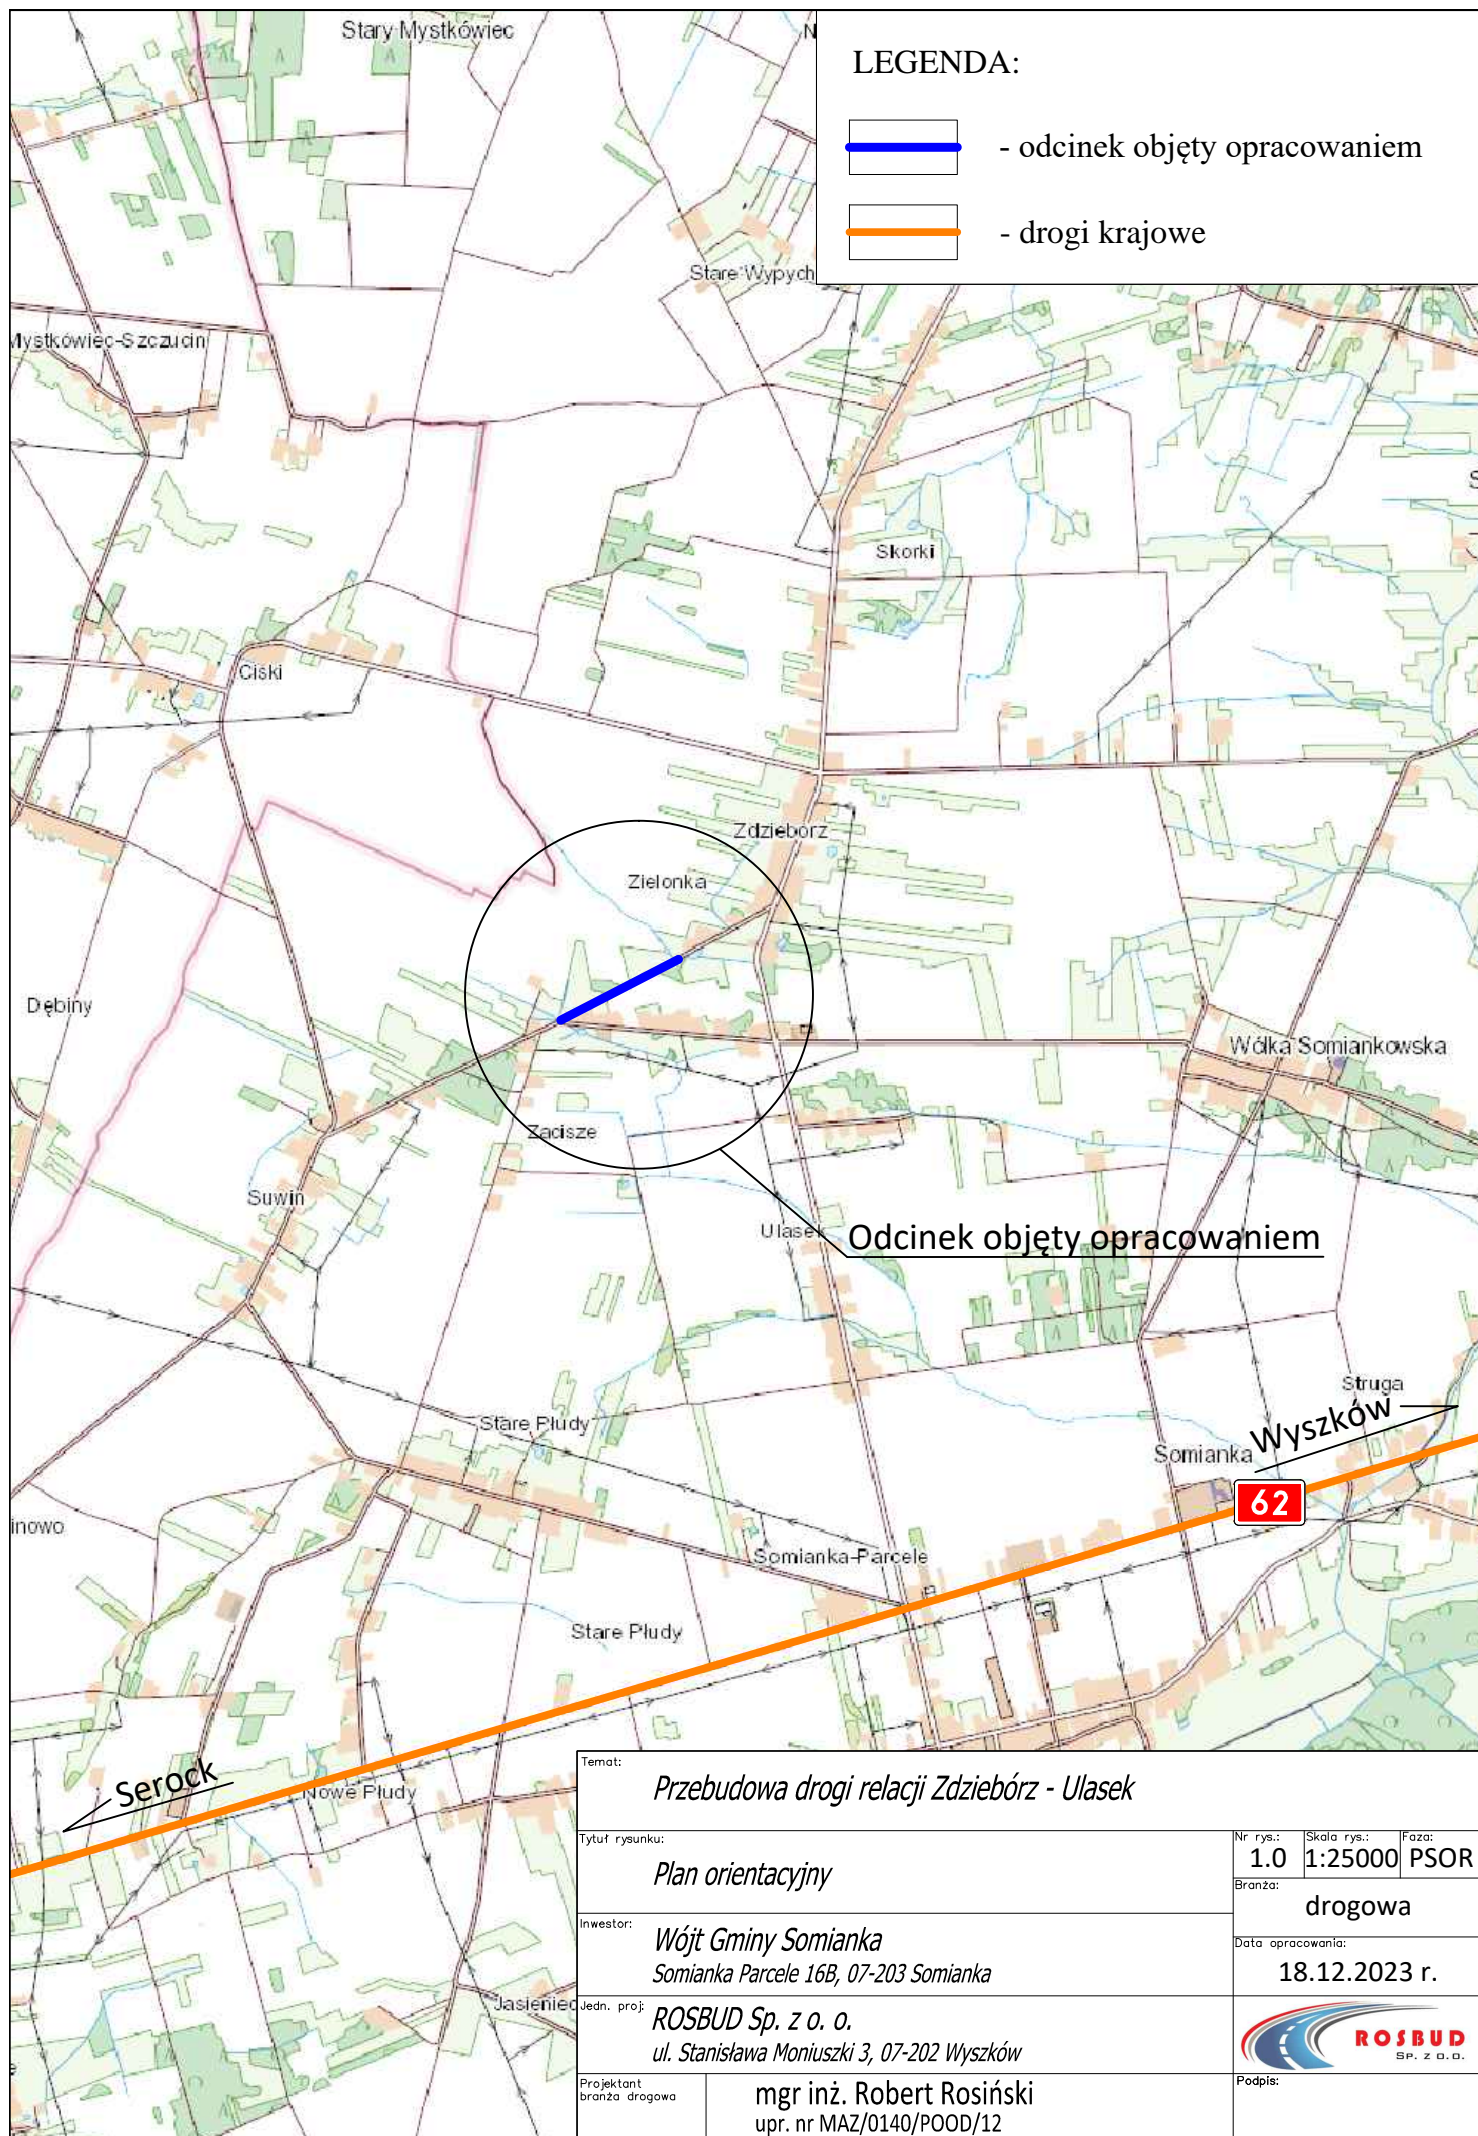 Stary Mystkówiec
N
LEGENDA:
- odcinek objęty opracowaniem
- drogi krajowe
Stare Wypych
Mystkówiec-Szczucin
S
Skorki
Ciski
Zdziebórz
Zielonka
Dębiny
Wólka Somiankowska
Zacisze
Suwin
Ulasek
Odcinek objęty opracowaniem
Struga
Stare Płudy
Wyszków
Somianka
62
inowo
Somianka-Parcele
Stare Płudy
Serock
Nowe Płudy
Jasieniec
Temat:
Przebudowa drogi relacji Zdziebórz - Ulasek
Tytuł rysunku:
Plan orientacyjny
Nr rys.: Skala rys.: Faza:
1.0 1:25000 PSOR
Branża:
drogowa
Inwestor:
Wójt Gminy Somianka
Somianka Parcele 16B, 07-203 Somianka
Data opracowania:
18.12.2023 r.
Jedn. proj:
ROSBUD Sp. z o. o.
ul. Stanisława Moniuszki 3, 07-202 Wyszków
ROSBUD
SP. Z O.O.
Projektant
branża drogowa
mgr inż. Robert Rosiński
upr. nr MAZ/0140/POOD/12
Podpis: